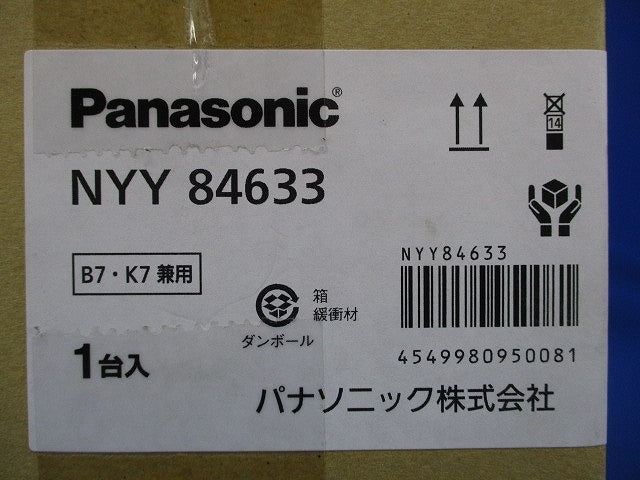 Panasonic®
NYY 84633
14
B7・K7 兼用
NYY84633
箱
緩衝材
ダンボール
4549980950081
1台入
パナソニック株式会社